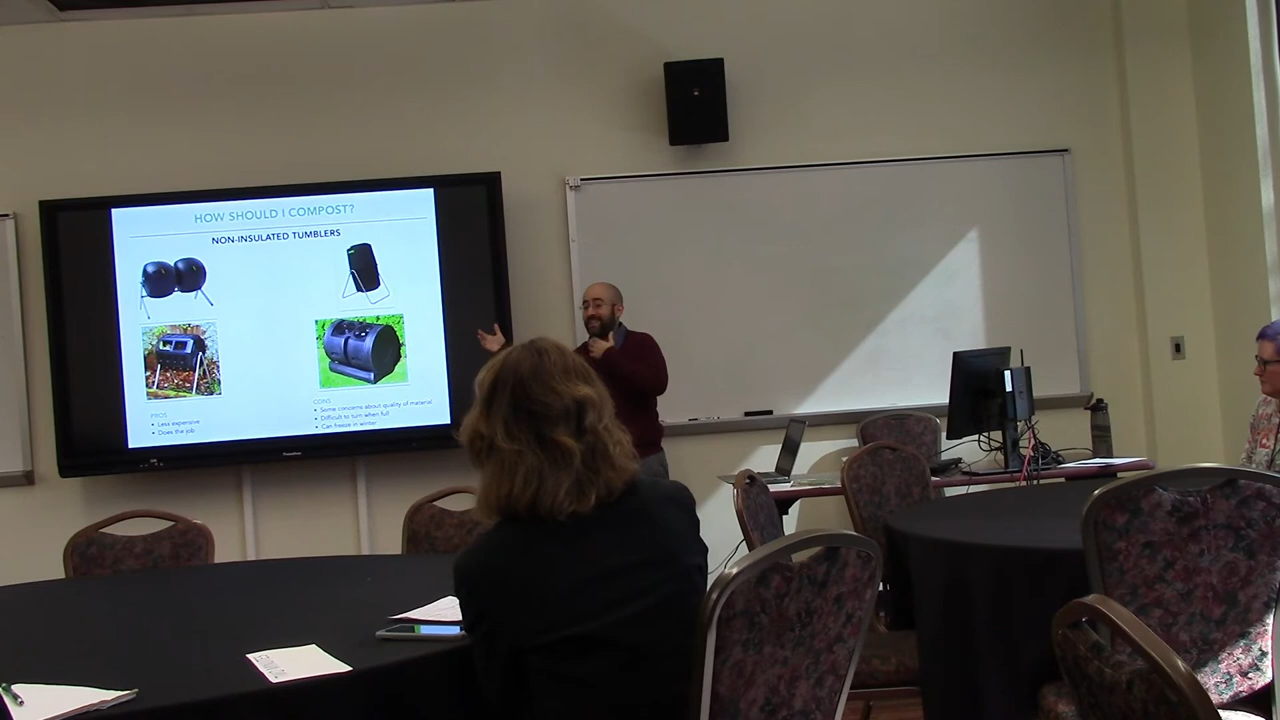 HOW SHOULD I COMPOST?
NON-INSULATED TUMBLERS
PROS
• Less expensive
• Does the job
CONS
• Some concerns about quality of material
• Difficult to turn when full
• Can freeze in winter